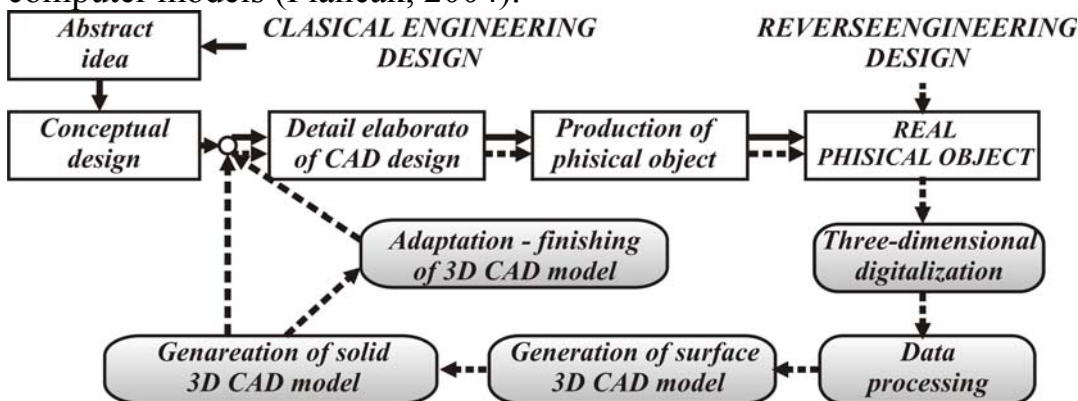 computer models (Plancak, 2004).
Abstract
idea
CLASICAL ENGINEERING
DESIGN
REVERSEENGINEERING
DESIGN
Conceptual
design
Detail elaborato
of CAD design
Production of
phisical object
REAL
PHISICAL OBJECT
Adaptation - finishing
of 3D CAD model
Three-dimensional
digitalization
Genareation of solid
3D CAD model
Generation of surface
3D CAD model
Data
processing